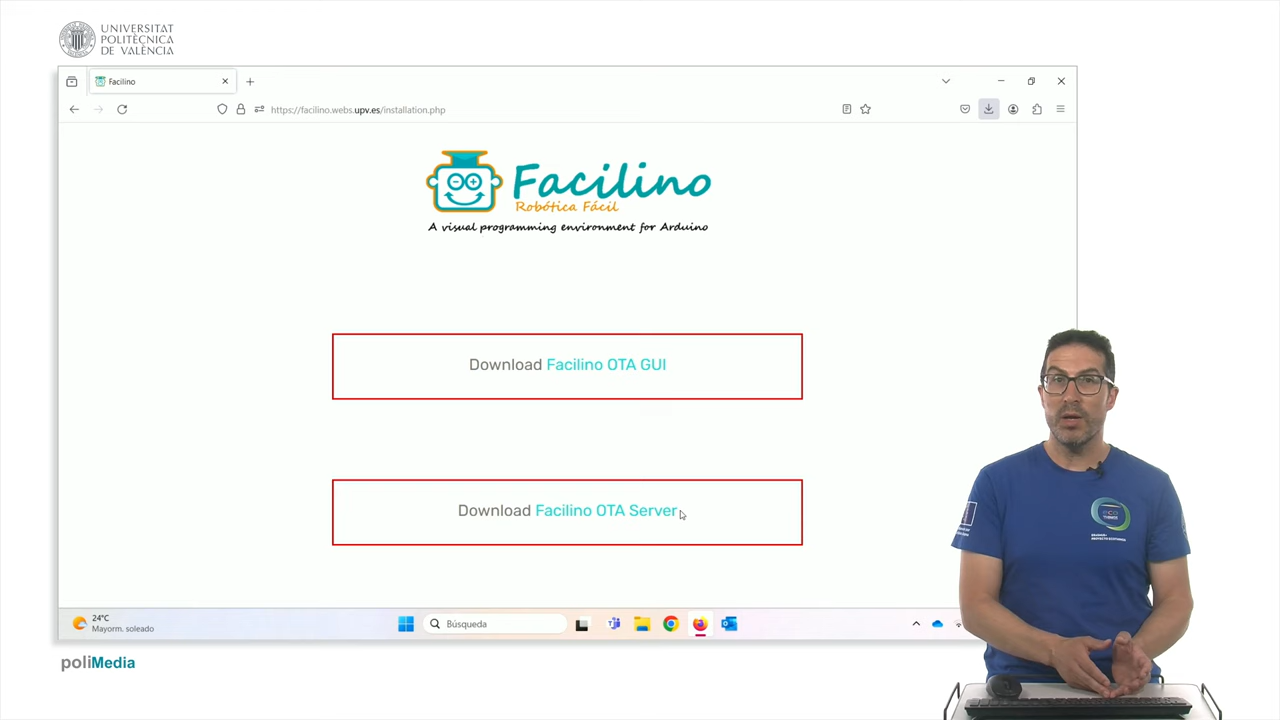 UNIVERSITAT
POLITÈCNICA
DE VALÈNCIA
Facilino
https://facilino.webs.upv.es/installation.php
Facilino
Robótica Fácil
A visual programming environment for Arduino
Download Facilino OTA GUI
Download Facilino OTA Server
24°C
Mayorm. soleado
Búsqueda
poliMedia
eco